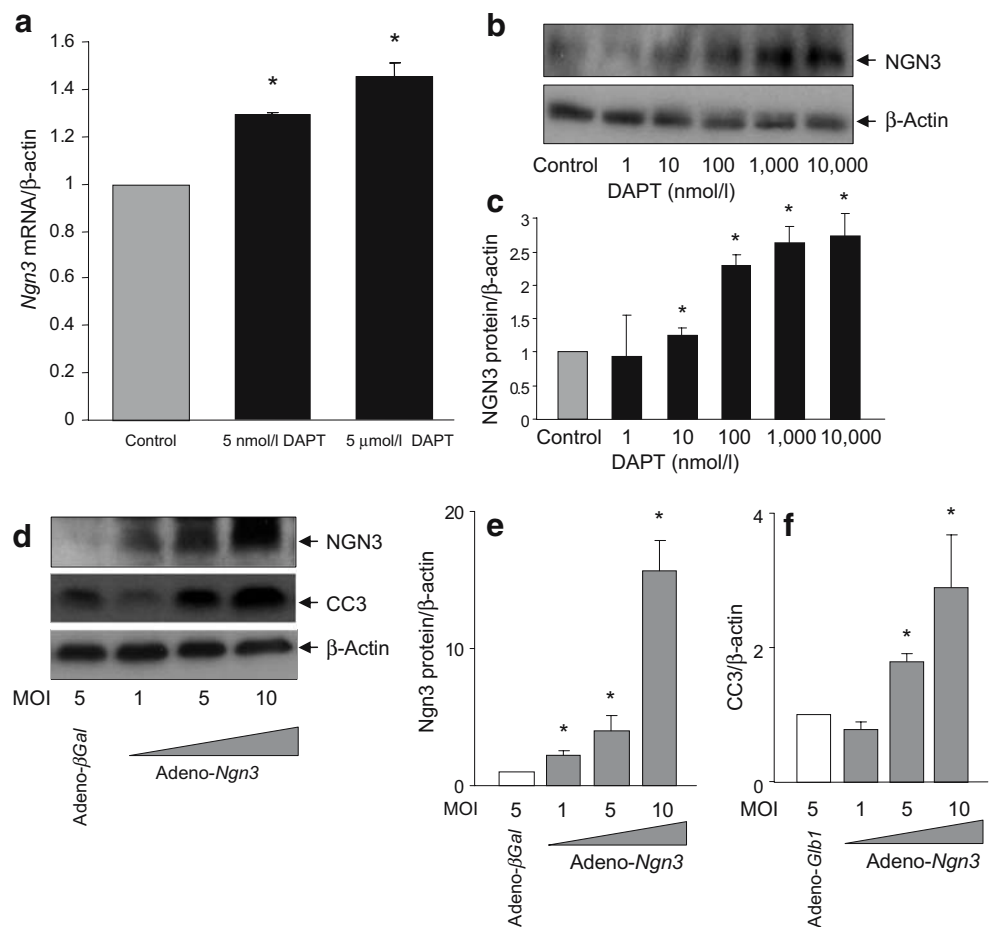 a
1.6
1.4
1.2
1
0.8
0.6
0.4
0.2
0
Ngn3 mRNA/β-actin
*
*
Control 5 nmol/l DAPT 5 μmol/l DAPT
b
NGN3
β-Actin
Control 1 10 100 1,000 10,000
DAPT (nmol/l)
c
3
2.5
2
1.5
1
0.5
0
NGN3 protein/β-actin
*
*
*
*
Control 1 10 100 1,000 10,000
DAPT (nmol/l)
d
NGN3
CC3
β-Actin
MOI 5 1 5 10
Adeno-βGal
Adeno-Ngn3
e
20
10
0
Ngn3 protein/β-actin
*
*
*
MOI 5 1 5 10
Adeno-βGal
Adeno-Ngn3
f
4
2
0
CC3/β-actin
*
*
MOI 5 1 5 10
Adeno-Glb1
Adeno-Ngn3